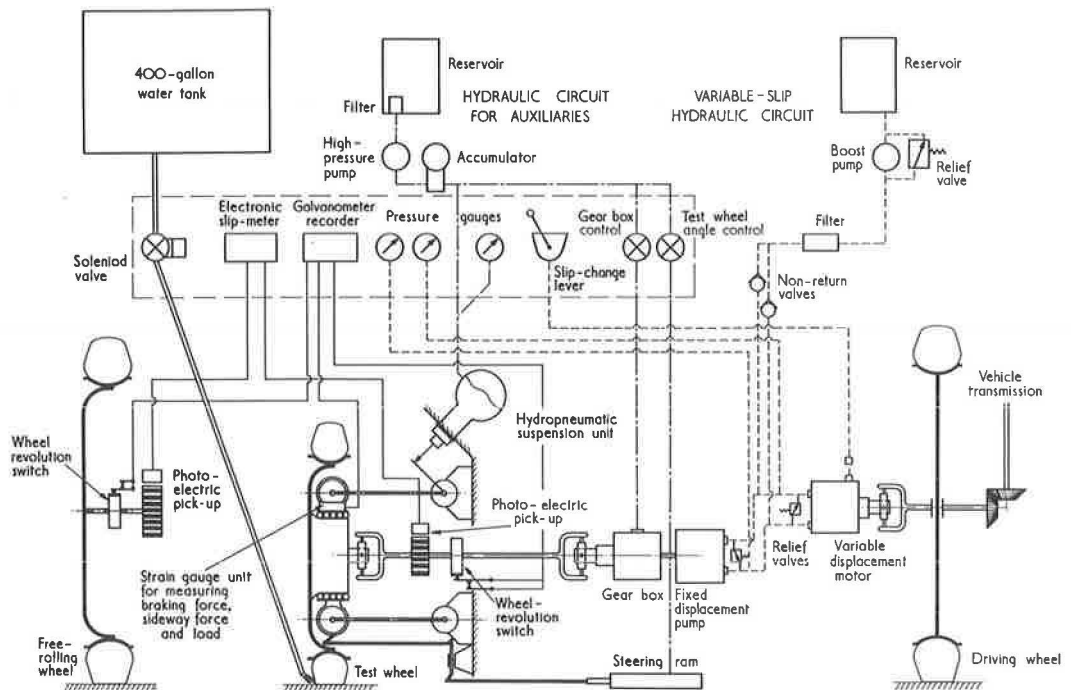 400-gallon
water tank
Reservoir
Filter
HYDRAULIC CIRCUIT
FOR AUXILIARIES
High-
pressure
pump
Accumulator
VARIABLE-SLIP
HYDRAULIC CIRCUIT
Reservoir
Boost
pump
Relief
valve
Filter
Electronic
slip-meter
Galvanometer
recorder
Pressure gauges
Gear box
control
Test wheel
angle control
Soleniod
valve
Slip-change
lever
Non-return
valves
Vehicle
transmission
Hydropneumatic
suspension unit
Wheel
revolution
switch
Photo-
electric
pick-up
Photo-electric
pick-up
Strain gauge unit
for measuring
braking force,
sideway force
and load
Wheel-
revolution
switch
Gear box
Fixed
displacement
pump
Relief
valves
Variable
displacement
motor
Free-
rolling
wheel
Test wheel
Steering ram
Driving wheel